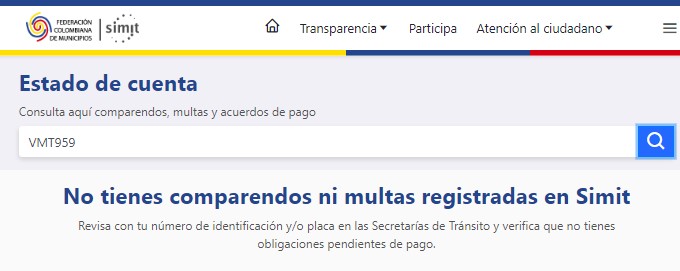 FEDERACIÓN
COLOMBIANA
DE MUNICIPIOS
simit
Transparencia
Participa
Atención al ciudadano
Estado de cuenta
Consulta aquí comparendos, multas y acuerdos de pago
VMT959
No tienes comparendos ni multas registradas en Simit
Revisa con tu número de identificación y/o placa en las Secretarías de Tránsito y verifica que no tienes
obligaciones pendientes de pago.